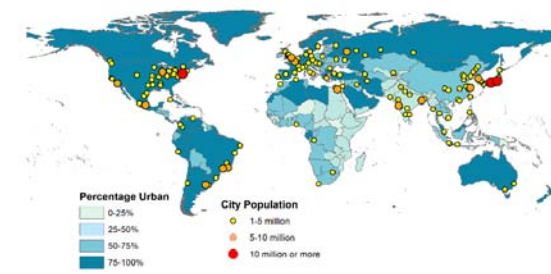 Percentage Urban
0-25%
25-50%
50-75%
75-100%
City Population
1-5 million
5-10 million
10 million or more